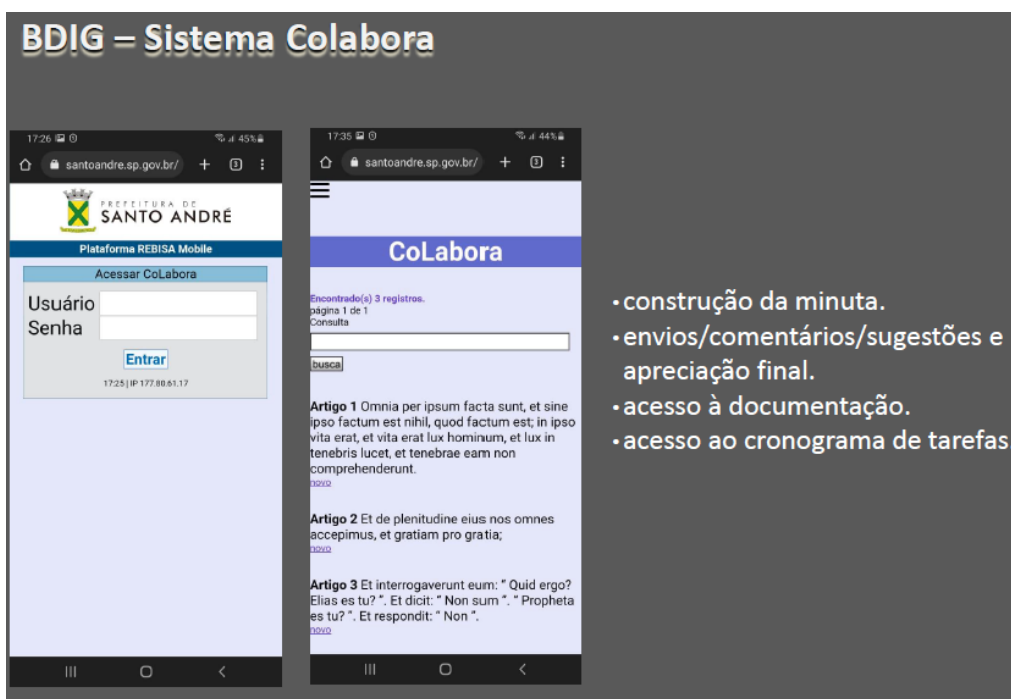 BDIG – Sistema Colabora
17:26
45%
santoandre.sp.gov.br/
3
PREFEITURA DE
SANTO ANDRÉ
Plataforma REBISA Mobile
Acessar CoLabora
Usuário
Senha
Entrar
17:25 | IP 177.80.61.17
17:35
44%
santoandre.sp.gov.br/
3
CoLabora
Encontrado(s) 3 registros.
página 1 de 1
Consulta
busca
Artigo 1 Omnia per ipsum facta sunt, et sine
ipso factum est nihil, quod factum est; in ipso
vita erat, et vita erat lux hominum, et lux in
tenebris lucet, et tenebrae eam non
comprehenderunt.
novo
Artigo 2 Et de plenitudine eius nos omnes
accepimus, et gratiam pro gratia;
novo
Artigo 3 Et interrogaverunt eum: “ Quid ergo?
Elias es tu? ”. Et dicit: “ Non sum ”. “ Propheta
es tu? ”. Et respondit: “ Non ”.
novo
• construção da minuta.
• envios/comentários/sugestões e
apreciação final.
• acesso à documentação.
• acesso ao cronograma de tarefas.